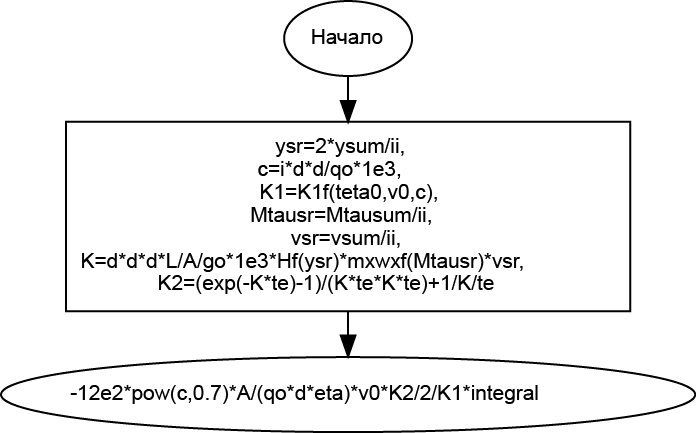 Начало
ysr=2*ysum/ii,
c=i*d*d/qo*1e3,
K1=K1f(teta0,v0,c),
Mtausr=Mtausum/ii,
vsr=vsum/ii,
K=d*d*d*L/A/go*1e3*Hf(ysr)*mxwxf(Mtausr)*vsr,
K2=(exp(-K*te)-1)/(K*te*K*te)+1/K/te
-12e2*pow(c,0.7)*A/(qo*d*eta)*v0*K2/2/K1*integral